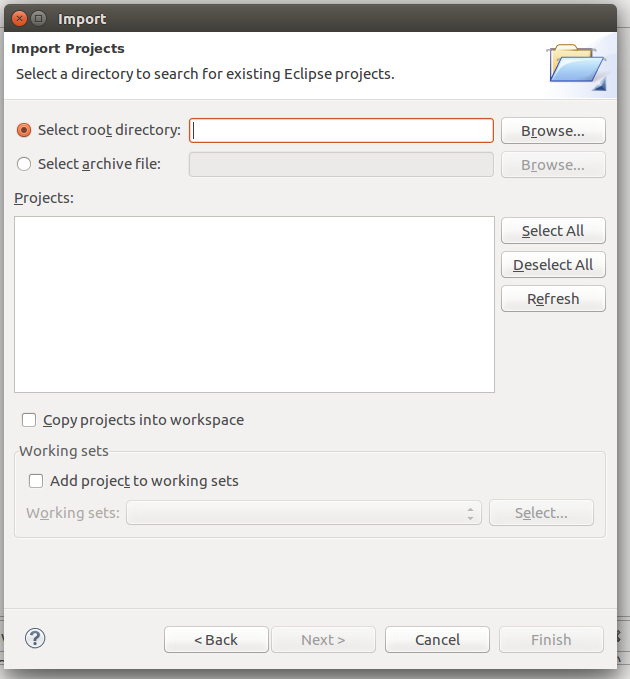 Import
Import Projects
Select a directory to search for existing Eclipse projects.
Select root directory:
Browse...
Select archive file:
Browse...
Projects:
Select All
Deselect All
Refresh
Copy projects into workspace
Working sets
Add project to working sets
Working sets:
Select...
?
< Back
Next >
Cancel
Finish